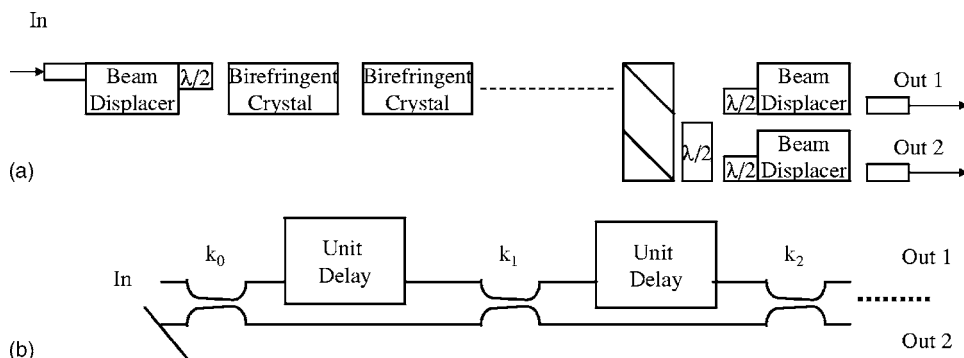 In
Beam
Displacer
λ/2
Birefringent
Crystal
Birefringent
Crystal
λ/2
λ/2
Beam
Displacer
Out 1
λ/2
Beam
Displacer
Out 2
(a)
In
k0
Unit
Delay
k1
Unit
Delay
k2
Out 1
Out 2
(b)